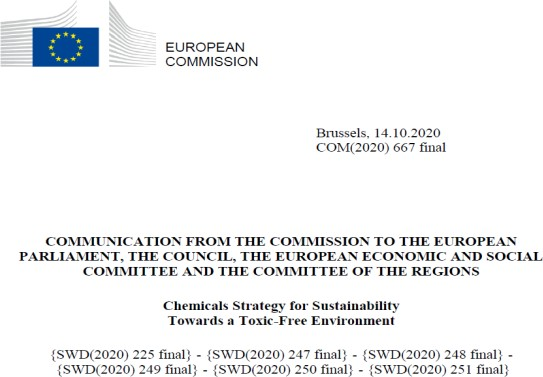 EUROPEAN
COMMISSION
Brussels, 14.10.2020
COM(2020) 667 final
COMMUNICATION FROM THE COMMISSION TO THE EUROPEAN
PARLIAMENT, THE COUNCIL, THE EUROPEAN ECONOMIC AND SOCIAL
COMMITTEE AND THE COMMITTEE OF THE REGIONS
Chemicals Strategy for Sustainability
Towards a Toxic-Free Environment
{SWD(2020) 225 final} - {SWD(2020) 247 final} - {SWD(2020) 248 final} -
{SWD(2020) 249 final} - {SWD(2020) 250 final} - {SWD(2020) 251 final}